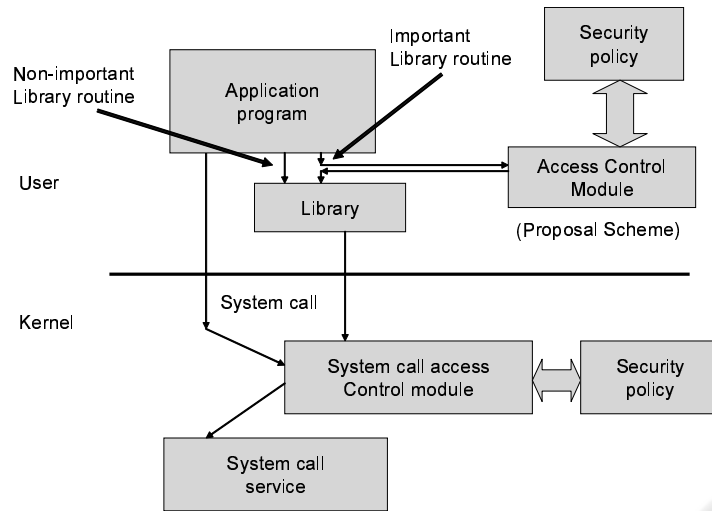 Non-important
Library routine
Application
program
Important
Library routine
Security
policy
User
Library
Access Control
Module
(Proposal Scheme)
System call
Kernel
System call access
Control module
Security
policy
System call
service